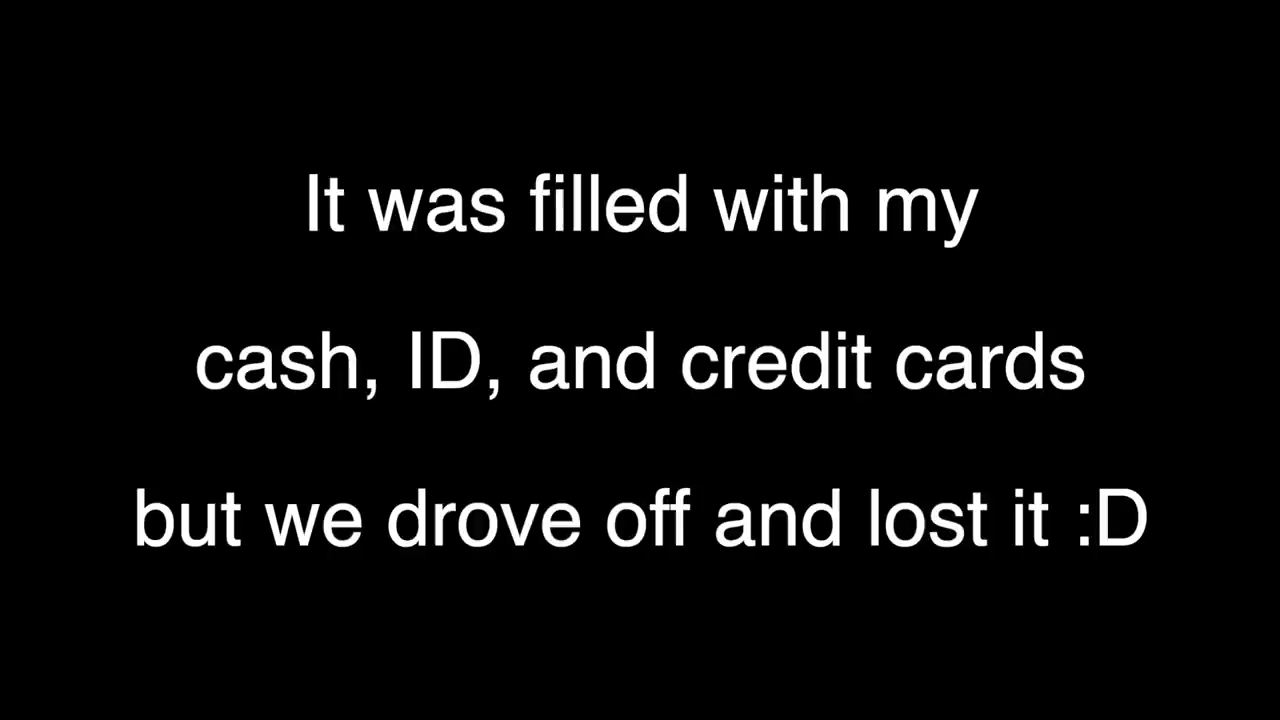 It was filled with my
cash, ID, and credit cards
but we drove off and lost it :D